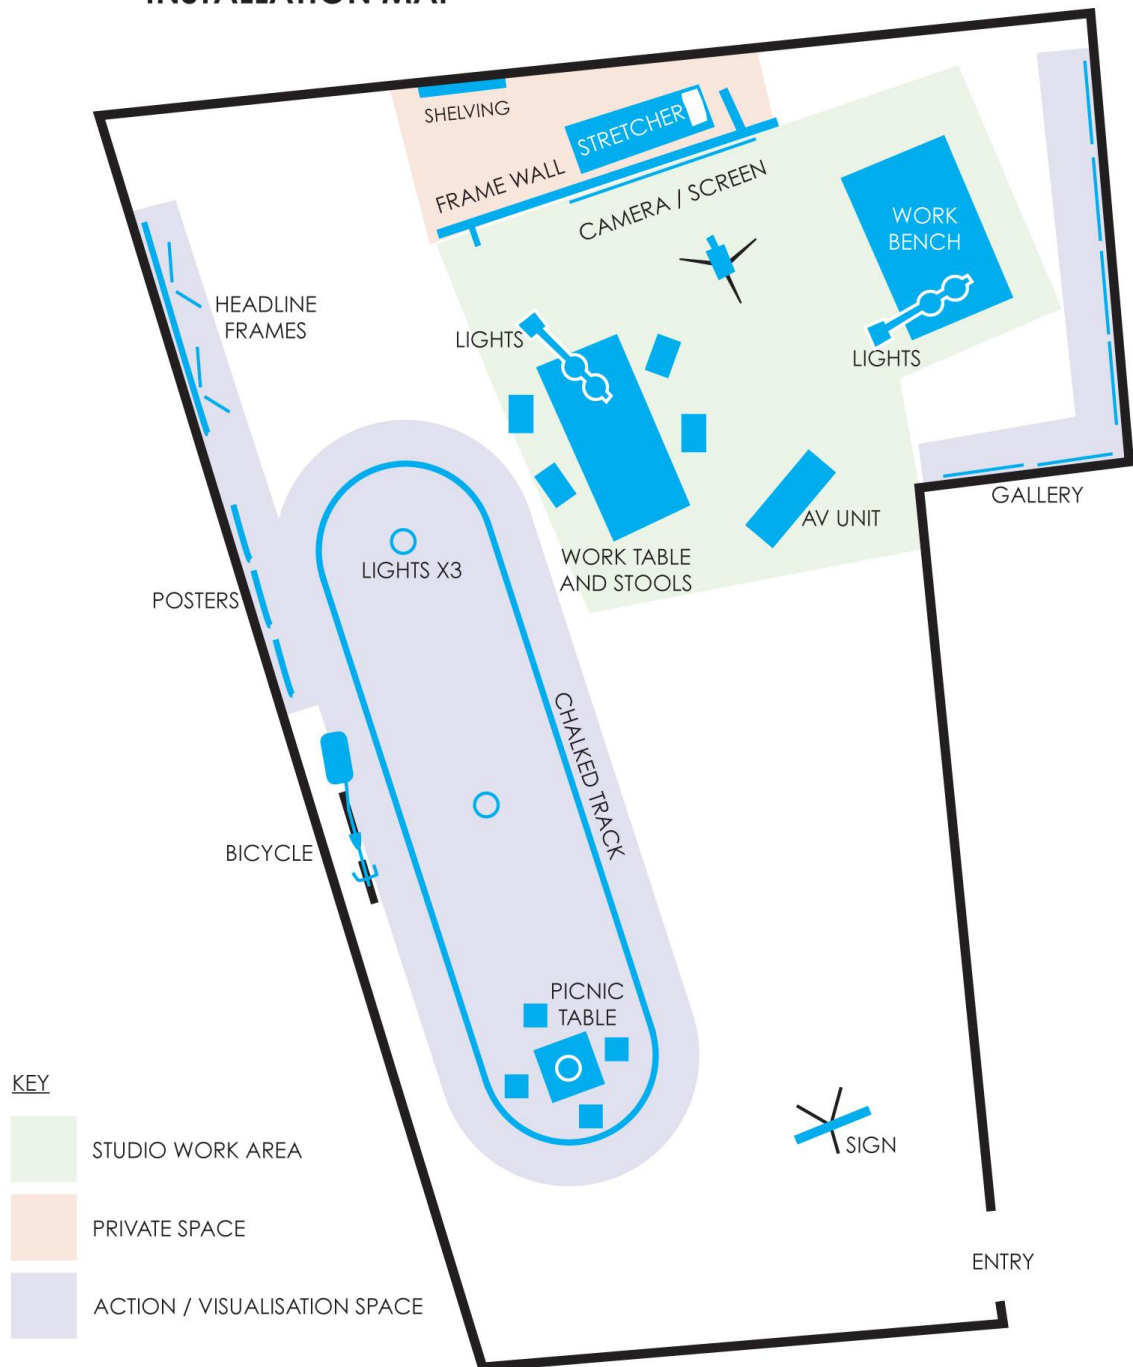 INSTALLATION MAP
SHELVING
STRETCHER
FRAME WALL
CAMERA / SCREEN
WORK
BENCH
HEADLINE
FRAMES
LIGHTS
LIGHTS
GALLERY
AV UNIT
LIGHTS X3
WORK TABLE
AND STOOLS
POSTERS
CHALKED TRACK
BICYCLE
PICNIC
TABLE
SIGN
ENTRY
KEY
STUDIO WORK AREA
PRIVATE SPACE
ACTION / VISUALISATION SPACE